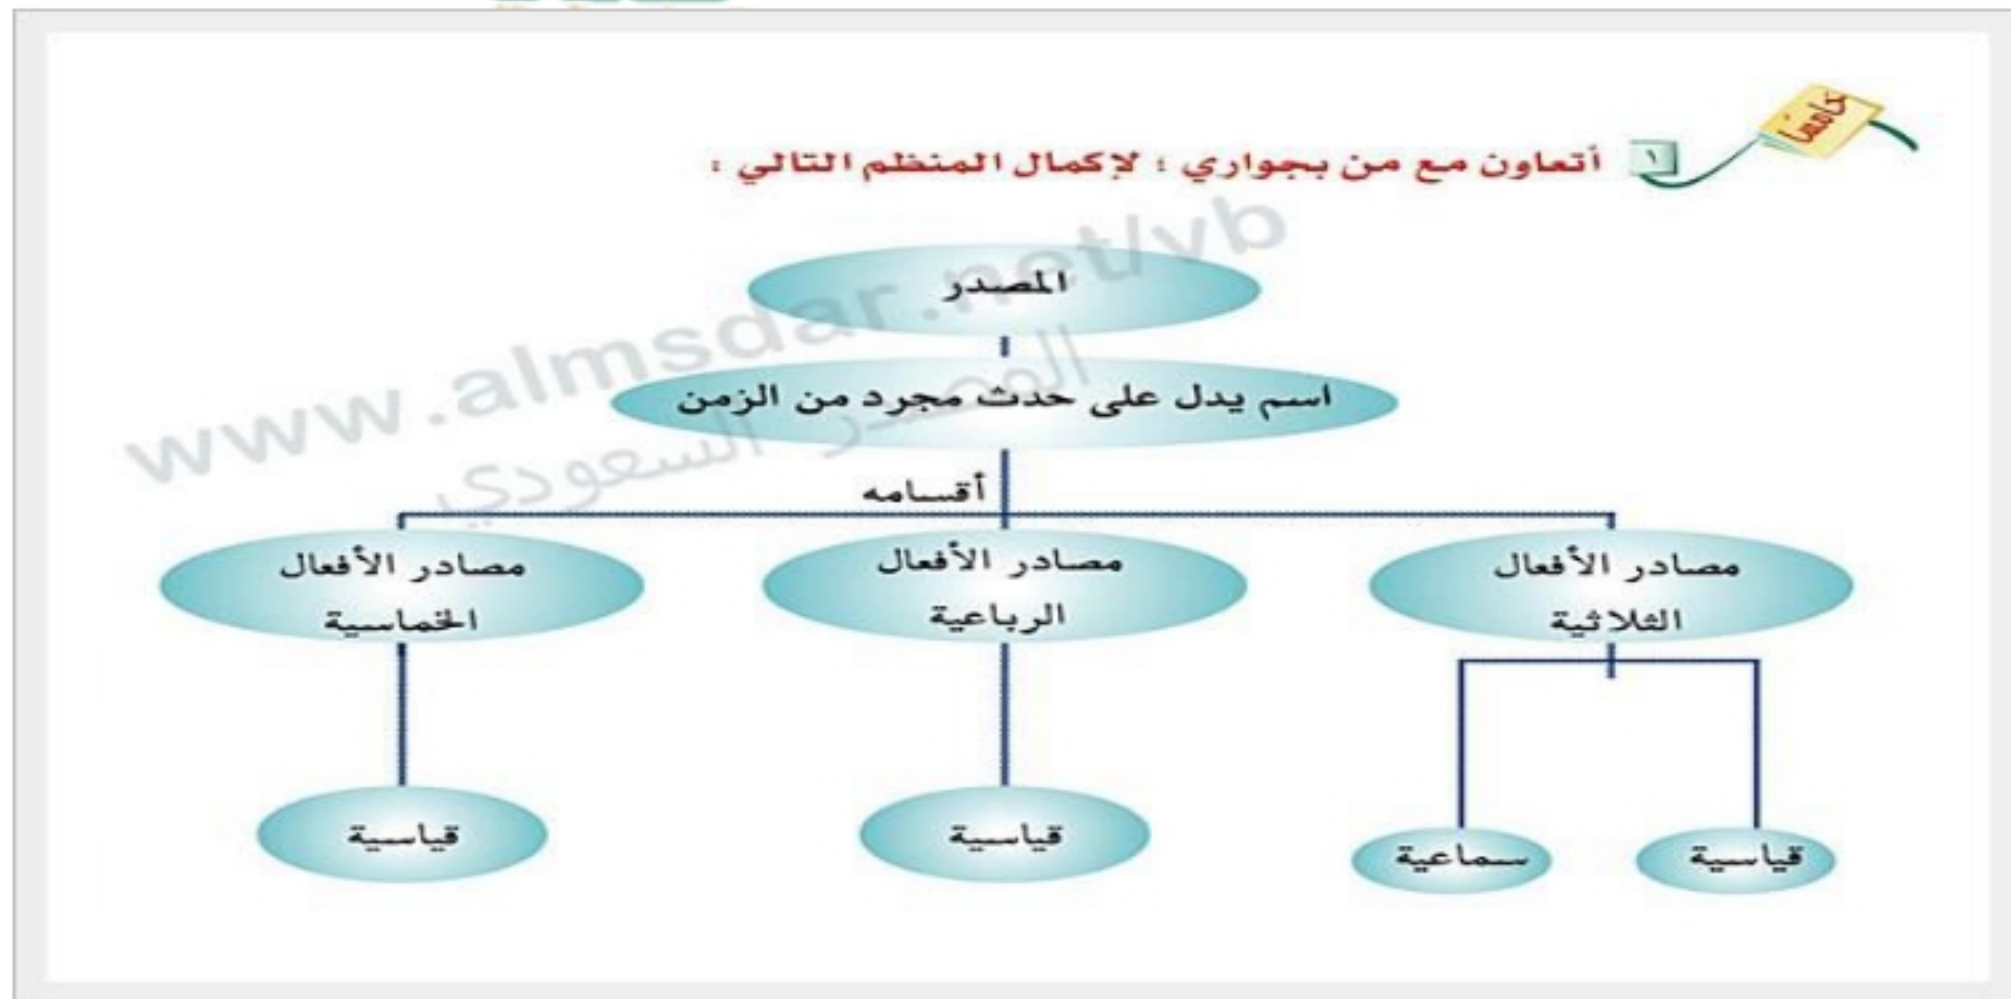 خامسًا
١ أتعاون مع من بجواري ؛ لإكمال المنظم التالي :
المصدر
اسم يدل على حدث مجرد من الزمن
أقسامه
مصادر الأفعال
الثلاثية
مصادر الأفعال
الرباعية
مصادر الأفعال
الخماسية
قياسية
سماعية
قياسية
قياسية
www.almsdar.net/vb
المصدر السعودي